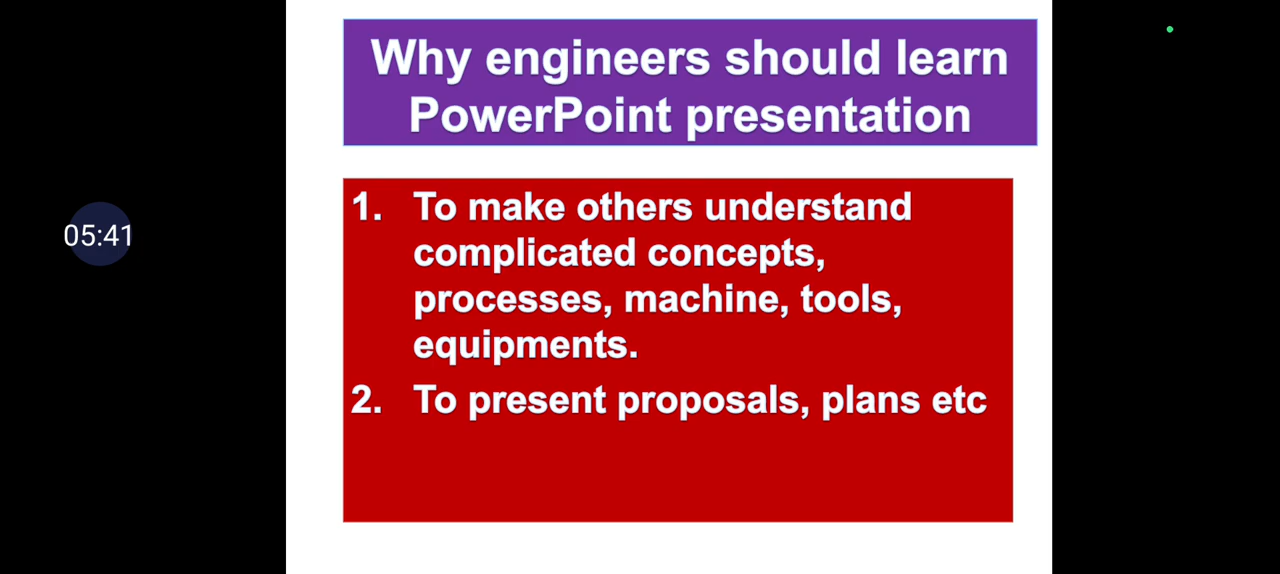 Why engineers should learn
PowerPoint presentation
05:41
1. To make others understand
complicated concepts,
processes, machine, tools,
equipments.
2. To present proposals, plans etc